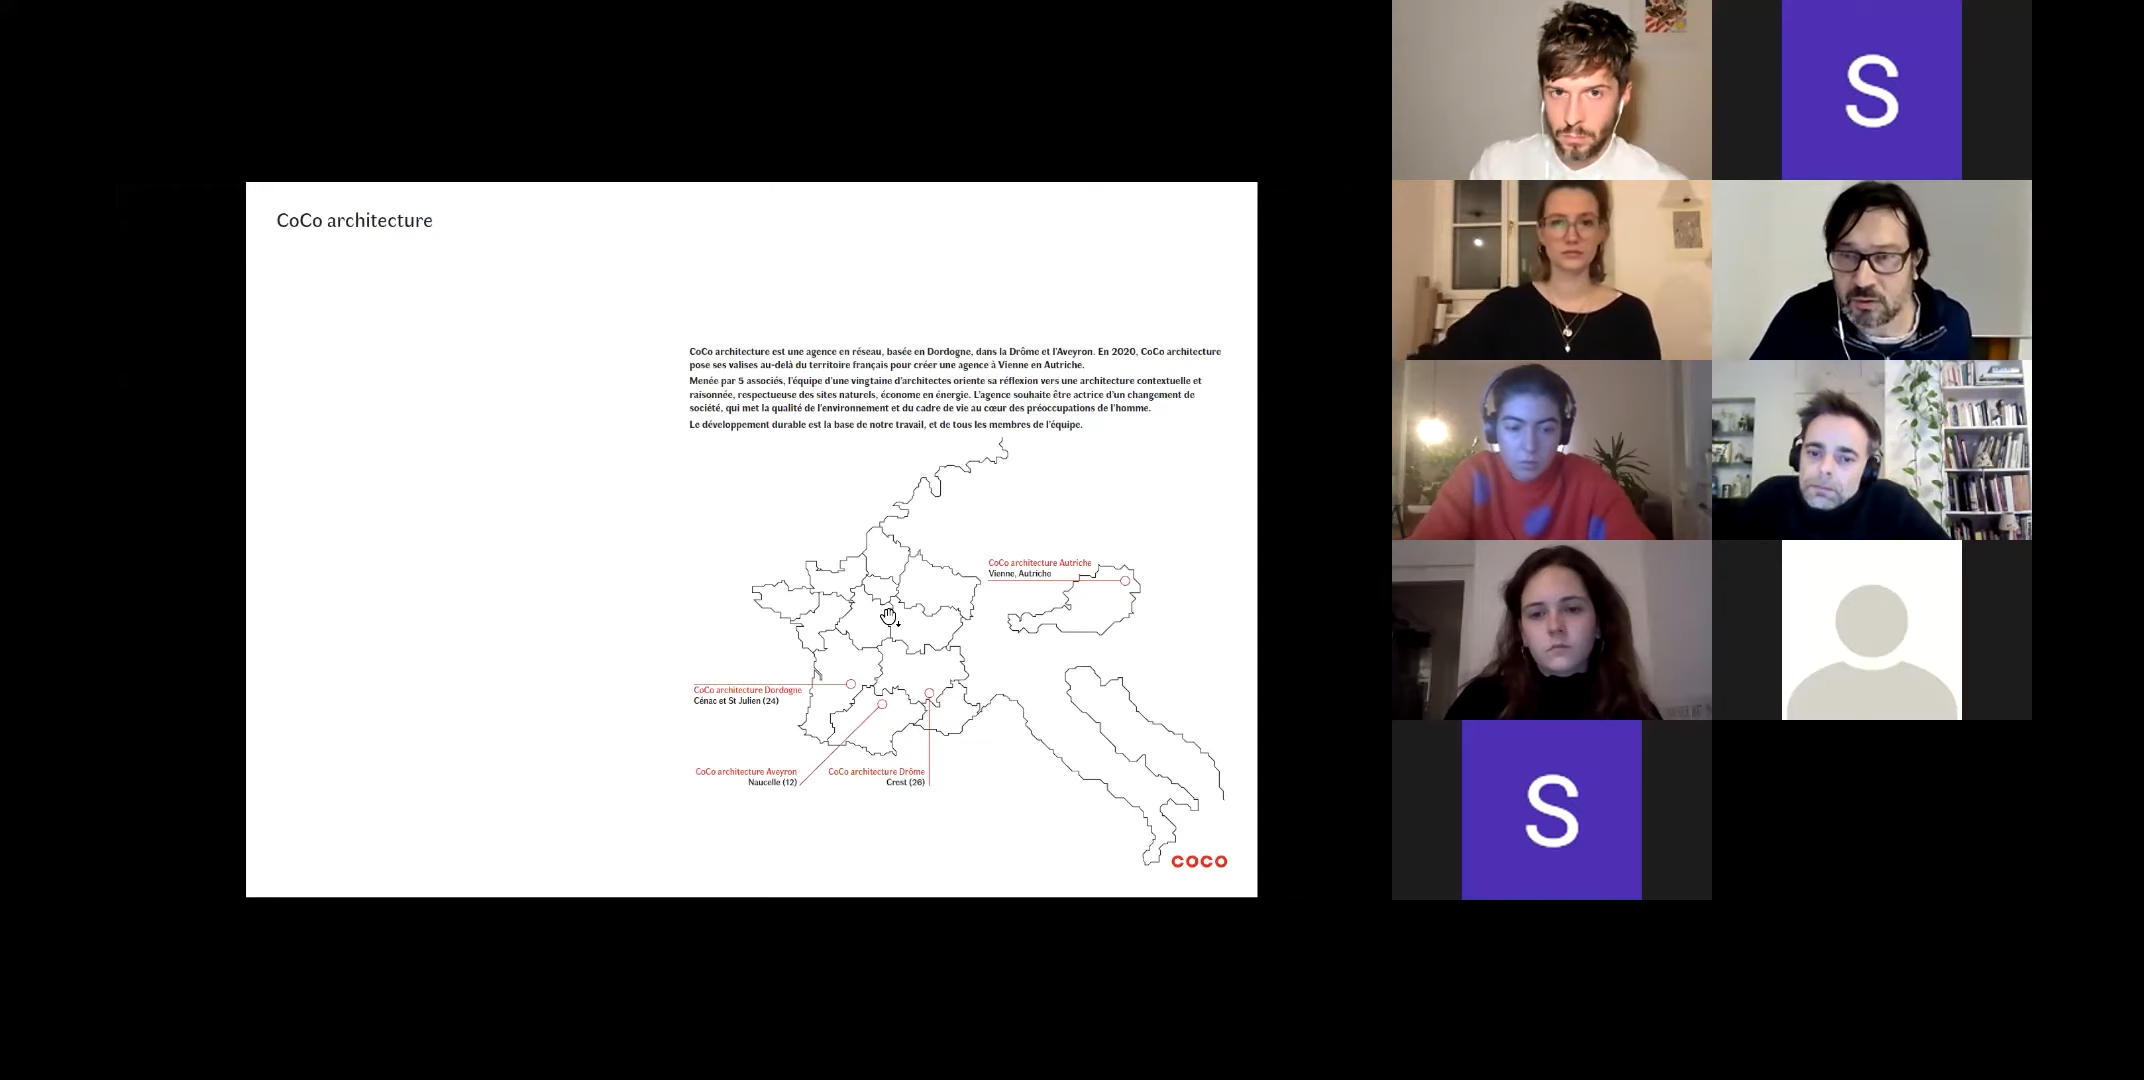 CoCo architecture
CoCo architecture est une agence en réseau, basée en Dordogne, dans la Drôme et l'Aveyron. En 2020, CoCo architecture
pose ses valises au-delà du territoire français pour créer une agence à Vienne en Autriche.
Menée par 5 associés, l'équipe d'une vingtaine d'architectes oriente sa réflexion vers une architecture contextuelle et
raisonnée, respectueuse des sites naturels, économe en énergie. L'agence souhaite être actrice d'un changement de
société, qui met la qualité de l'environnement et du cadre de vie au cœur des préoccupations de l'homme.
Le développement durable est la base de notre travail, et de tous les membres de l'équipe.
CoCo architecture Autriche
Vienne, Autriche
CoCo architecture Dordogne
Cénac et St Julien (24)
CoCo architecture Aveyron
Naucelle (12)
CoCo architecture Drôme
Crest (26)
COCO
S
S